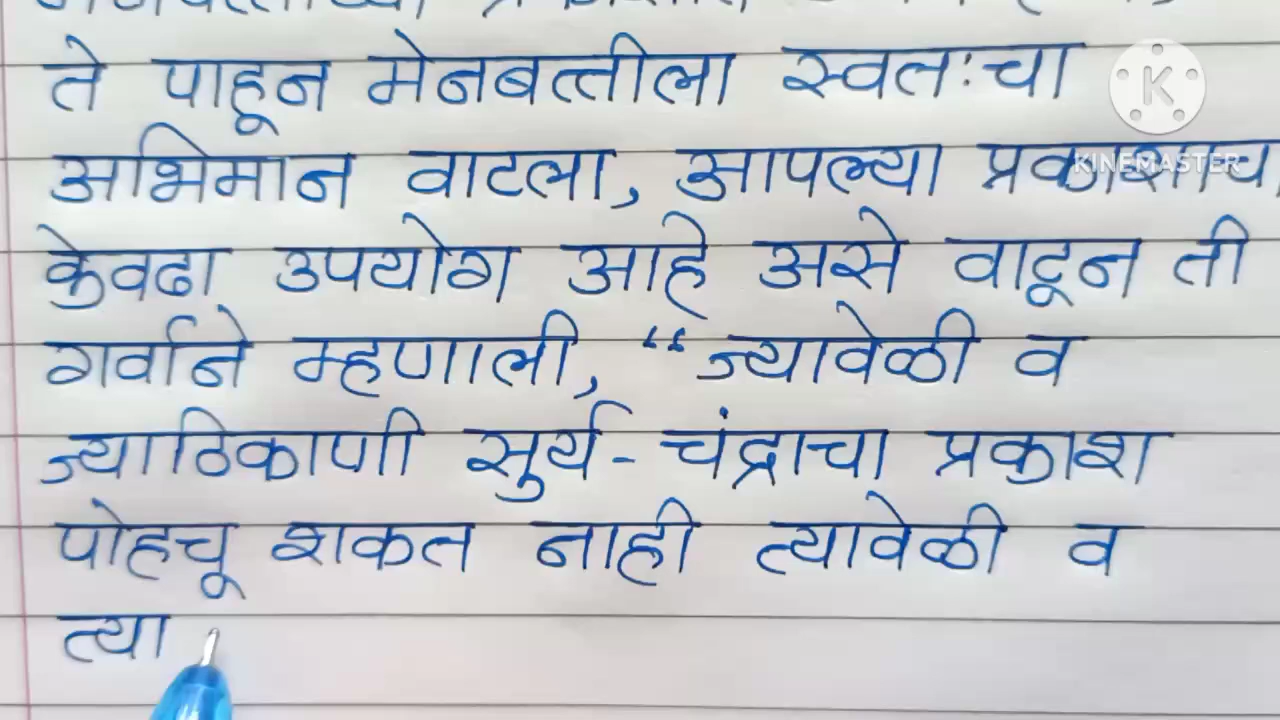 ते पाहून मेनबत्तीला स्वतःचा
अभिमान वाटला, आपल्या प्रकाशाच
केवढा उपयोग आहे असे वाटून ती
गर्वाने म्हणाली, “ज्यावेळी व
ज्याठिकाणी सुर्य-चंद्राचा प्रकाश
पोहचू शकत नाही त्यावेळी व
त्या
K
KINEMASTER